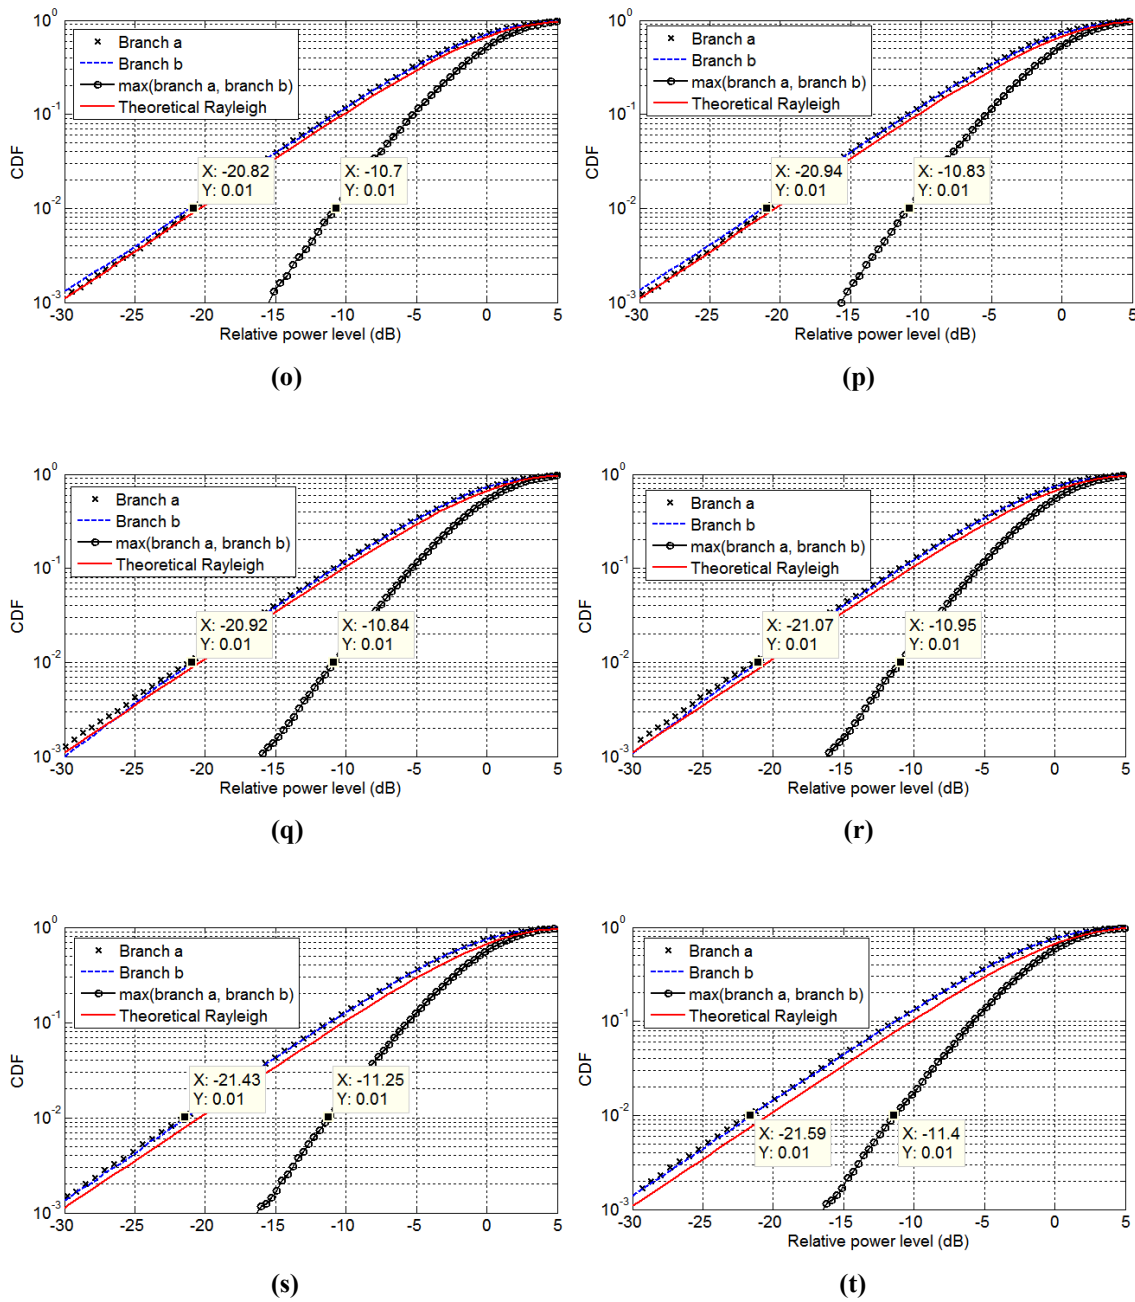 10^0
10^-1
10^-2
10^-3
CDF
Branch a
Branch b
max(branch a, branch b)
Theoretical Rayleigh
X: -20.82
Y: 0.01
X: -10.7
Y: 0.01
-30 -25 -20 -15 -10 -5 0 5
Relative power level (dB)
(o)
10^0
10^-1
10^-2
10^-3
CDF
Branch a
Branch b
max(branch a, branch b)
Theoretical Rayleigh
X: -20.94
Y: 0.01
X: -10.83
Y: 0.01
-30 -25 -20 -15 -10 -5 0 5
Relative power level (dB)
(p)
10^0
10^-1
10^-2
10^-3
CDF
Branch a
Branch b
max(branch a, branch b)
Theoretical Rayleigh
X: -20.92
Y: 0.01
X: -10.84
Y: 0.01
-30 -25 -20 -15 -10 -5 0 5
Relative power level (dB)
(q)
10^0
10^-1
10^-2
10^-3
CDF
Branch a
Branch b
max(branch a, branch b)
Theoretical Rayleigh
X: -21.07
Y: 0.01
X: -10.95
Y: 0.01
-30 -25 -20 -15 -10 -5 0 5
Relative power level (dB)
(r)
10^0
10^-1
10^-2
10^-3
CDF
Branch a
Branch b
max(branch a, branch b)
Theoretical Rayleigh
X: -21.43
Y: 0.01
X: -11.25
Y: 0.01
-30 -25 -20 -15 -10 -5 0 5
Relative power level (dB)
(s)
10^0
10^-1
10^-2
10^-3
CDF
Branch a
Branch b
max(branch a, branch b)
Theoretical Rayleigh
X: -21.59
Y: 0.01
X: -11.4
Y: 0.01
-30 -25 -20 -15 -10 -5 0 5
Relative power level (dB)
(t)